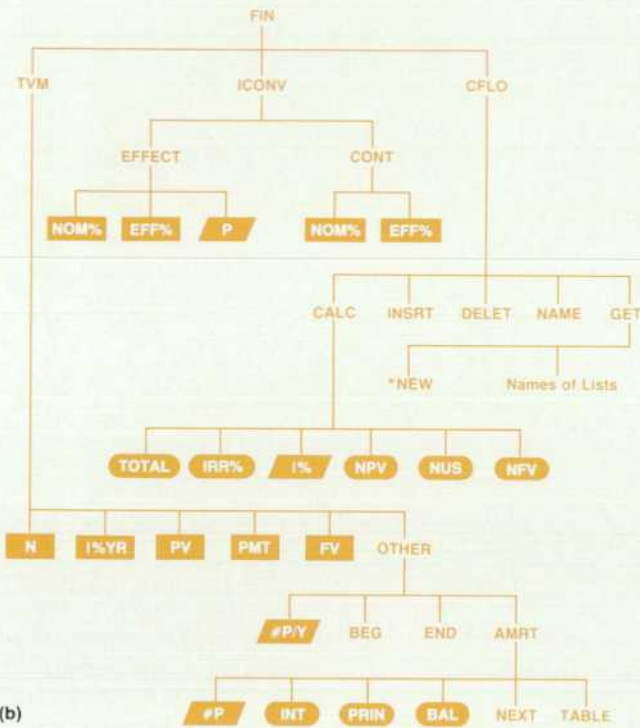 FIN
TVM ICONV CFLO
EFFECT CONT
NOM% EFF% P NOM% EFF%
CALC INSRT DELET NAME GET
*NEW Names of Lists
TOTAL IRR% I% NPV NUS NFV
N I%YR PV PMT FV OTHER
#P/Y BEG END AMRT
(b) #P INT PRIN BAL NEXT TABLE